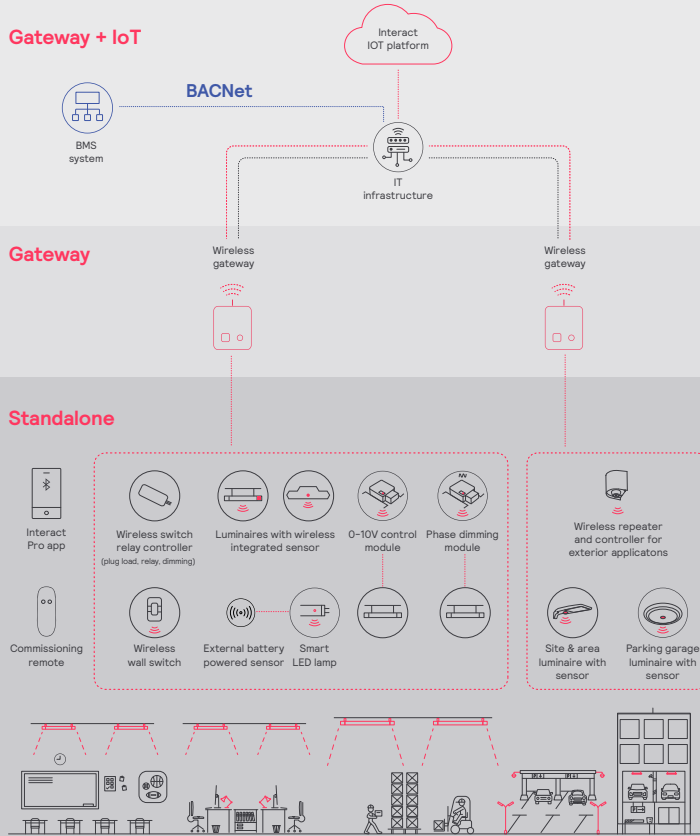 Gateway + IoT
Interact
IOT platform
BACNet
BMS
system
IT
infrastructure
Gateway
Wireless
gateway
Wireless
gateway
Standalone
Interact
Pro app
Wireless switch
relay controller
(plug load, relay, dimming)
Luminaires with wireless
integrated sensor
0-10V control
module
Phase dimming
module
Wireless repeater
and controller for
exterior applicatons
Commissioning
remote
Wireless
wall switch
External battery
powered sensor
Smart
LED lamp
Site & area
luminaire with
sensor
Parking garage
luminaire with
sensor